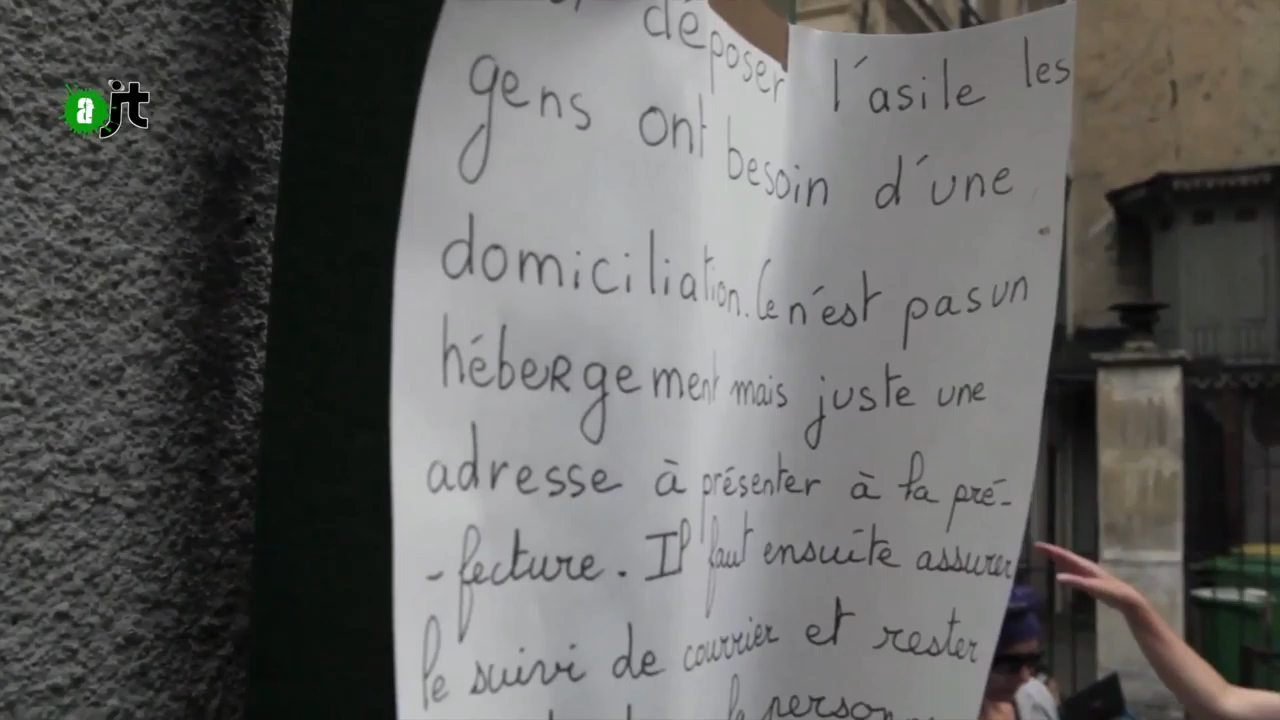 ajt
déposer l'asile les
gens ont besoin d'une
domiciliation. Ce n'est pas un
hébergement mais juste une
adresse à présenter à la pré-
-fecture. Il faut ensuite assurer
le suivi de courrier et rester